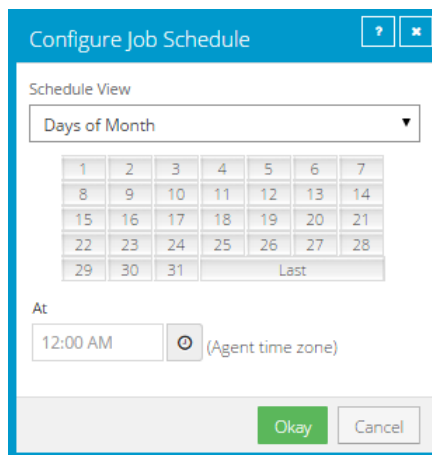 Configure Job Schedule
?
×
Schedule View
Days of Month
1 2 3 4 5 6 7
8 9 10 11 12 13 14
15 16 17 18 19 20 21
22 23 24 25 26 27 28
29 30 31 Last
At
12:00 AM (Agent time zone)
Okay Cancel